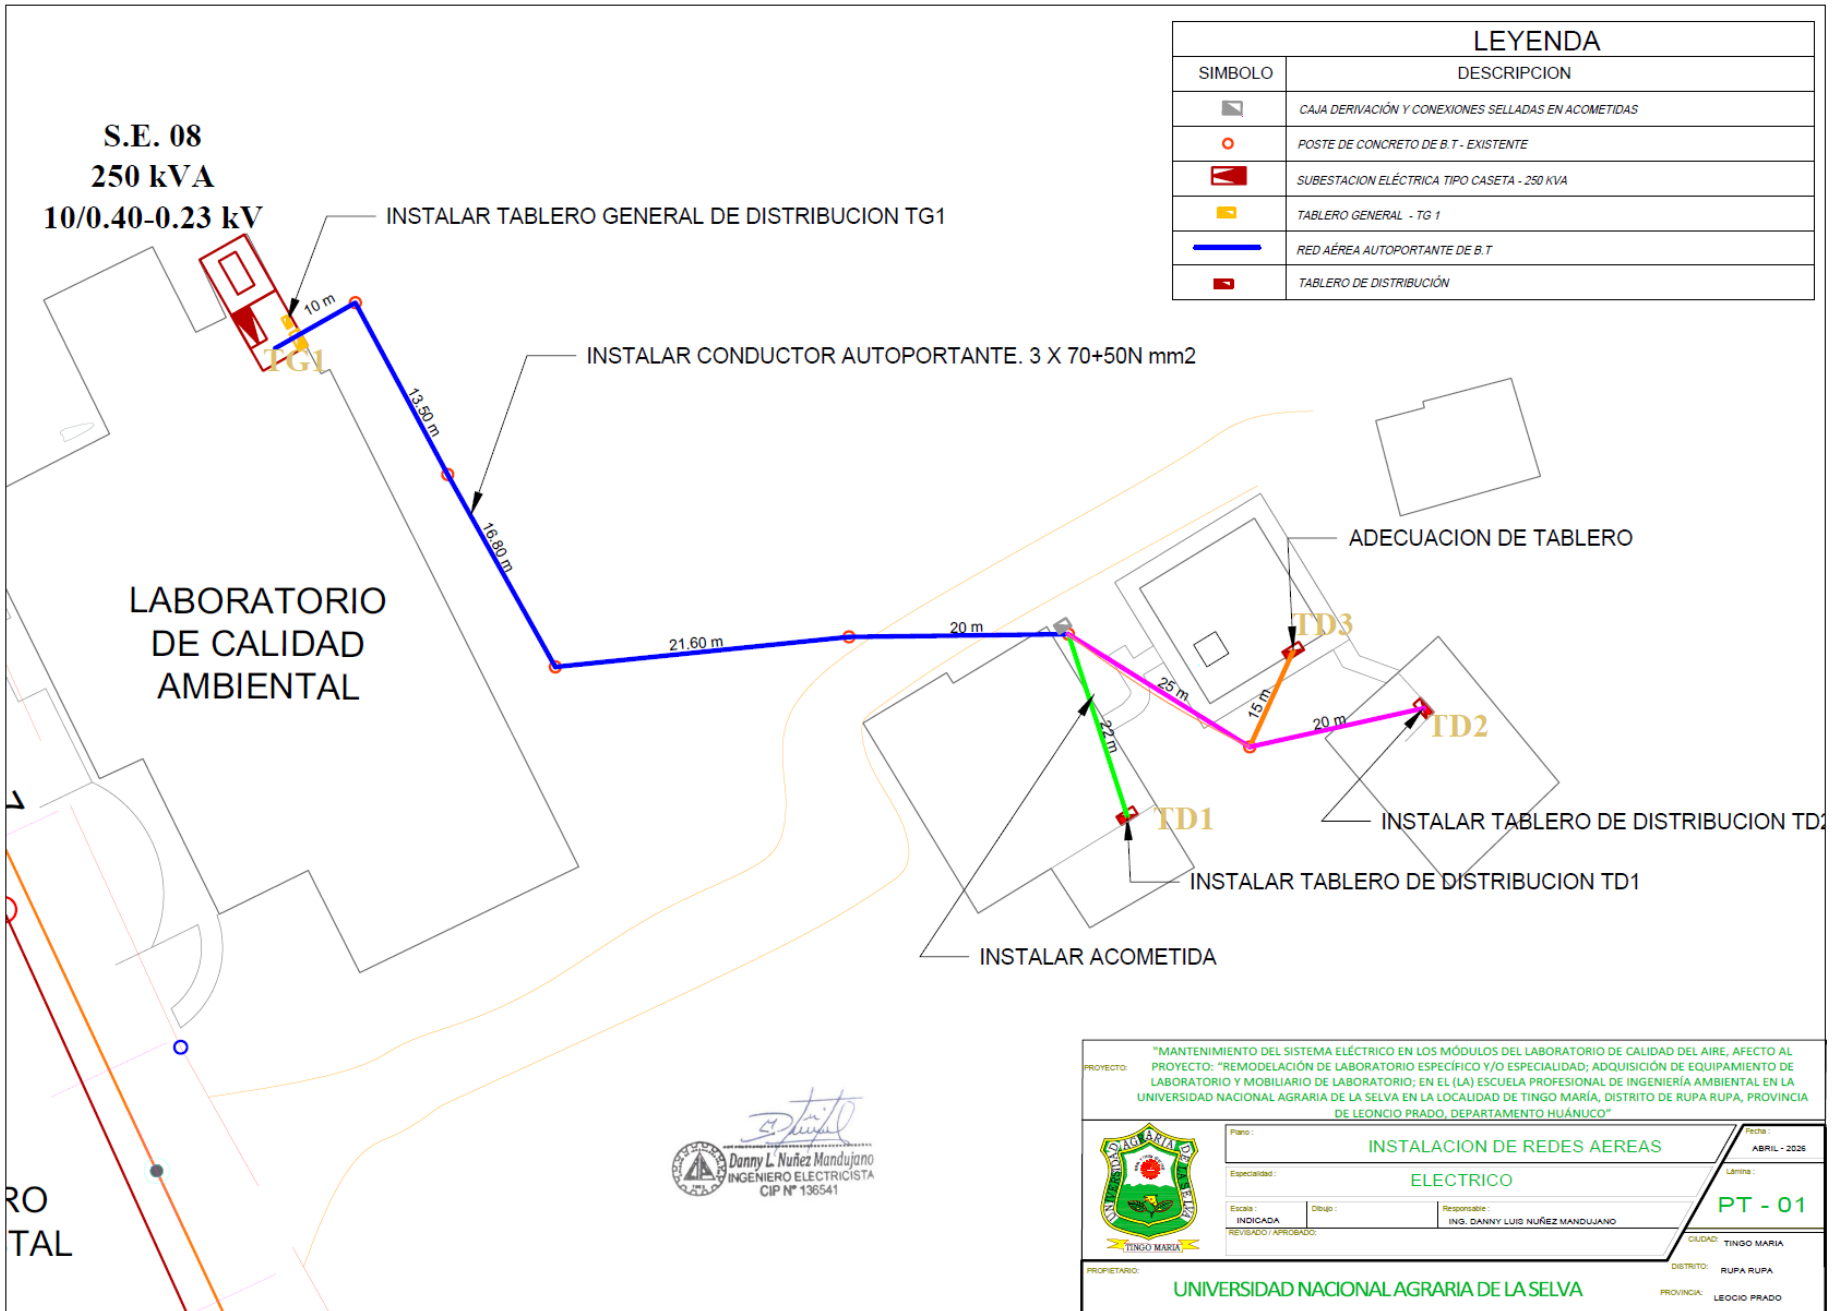 LEYENDA
SIMBOLO
DESCRIPCION
CAJA DERIVACIÓN Y CONEXIONES SELLADAS EN ACOMETIDAS
POSTE DE CONCRETO DE B.T - EXISTENTE
SUBESTACION ELÉCTRICA TIPO CASETA - 250 KVA
TABLERO GENERAL - TG 1
RED AÉREA AUTOPORTANTE DE B.T
TABLERO DE DISTRIBUCIÓN
S.E. 08
250 kVA
10/0.40-0.23 kV
INSTALAR TABLERO GENERAL DE DISTRIBUCION TG1
10 m
TG1
INSTALAR CONDUCTOR AUTOPORTANTE. 3 X 70+50N mm2
13.50 m
16.80 m
ADECUACION DE TABLERO
LABORATORIO
DE CALIDAD
AMBIENTAL
21.60 m
20 m
TD3
25 m
15 m
22 m
20 m
TD2
TD1
INSTALAR TABLERO DE DISTRIBUCION TD2
INSTALAR TABLERO DE DISTRIBUCION TD1
INSTALAR ACOMETIDA
RO
TAL
Danny L. Nuñez Mandujano
INGENIERO ELECTRICISTA
CIP Nº 136541
PROYECTO:
"MANTENIMIENTO DEL SISTEMA ELÉCTRICO EN LOS MÓDULOS DEL LABORATORIO DE CALIDAD DEL AIRE, AFECTO AL
PROYECTO: "REMODELACIÓN DE LABORATORIO ESPECÍFICO Y/O ESPECIALIDAD; ADQUISICIÓN DE EQUIPAMIENTO DE
LABORATORIO Y MOBILIARIO DE LABORATORIO; EN EL (LA) ESCUELA PROFESIONAL DE INGENIERÍA AMBIENTAL EN LA
UNIVERSIDAD NACIONAL AGRARIA DE LA SELVA EN LA LOCALIDAD DE TINGO MARÍA, DISTRITO DE RUPA RUPA, PROVINCIA
DE LEONCIO PRADO, DEPARTAMENTO HUÁNUCO"
UNIVERSIDAD AGRARIA DE LA SELVA
TINGO MARIA
Plano :
INSTALACION DE REDES AEREAS
Fecha :
ABRIL - 2026
Especialidad :
ELECTRICO
Lámina :
PT - 01
Escala :
INDICADA
Dibujo :
Responsable :
ING. DANNY LUIS NUÑEZ MANDUJANO
REVISADO / APROBADO:
CIUDAD: TINGO MARIA
DISTRITO: RUPA RUPA
PROVINCIA: LEOCIO PRADO
PROPIETARIO:
UNIVERSIDAD NACIONAL AGRARIA DE LA SELVA